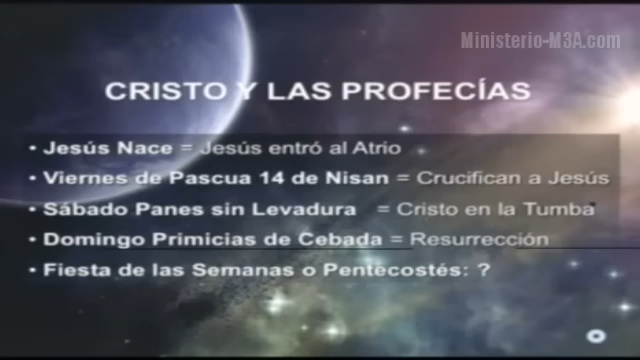 Ministerio-M3A.com
CRISTO Y LAS PROFECÍAS
• Jesús Nace = Jesús entró al Atrio
• Viernes de Pascua 14 de Nisan = Crucifican a Jesús
• Sábado Panes sin Levadura = Cristo en la Tumba
• Domingo Primicias de Cebada = Resurrección
• Fiesta de las Semanas o Pentecostés: ?